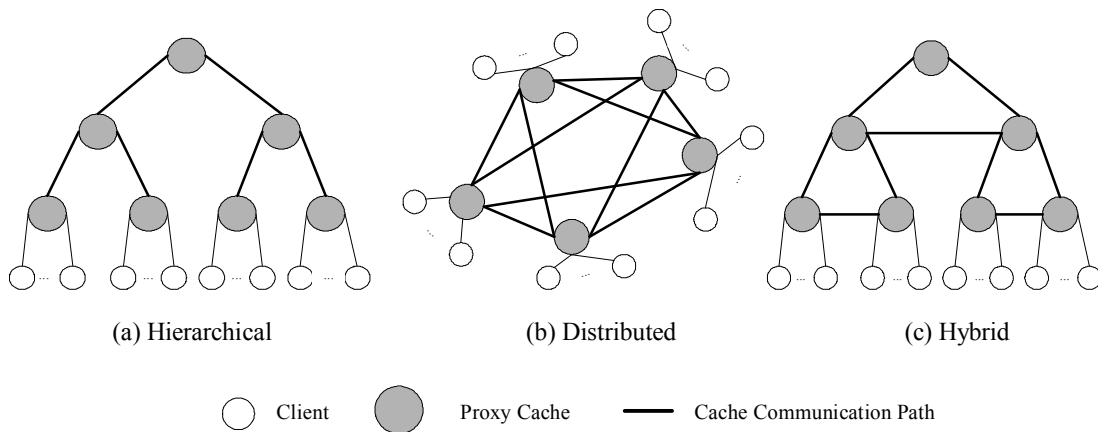 (a) Hierarchical
(b) Distributed
(c) Hybrid
Client
Proxy Cache
Cache Communication Path